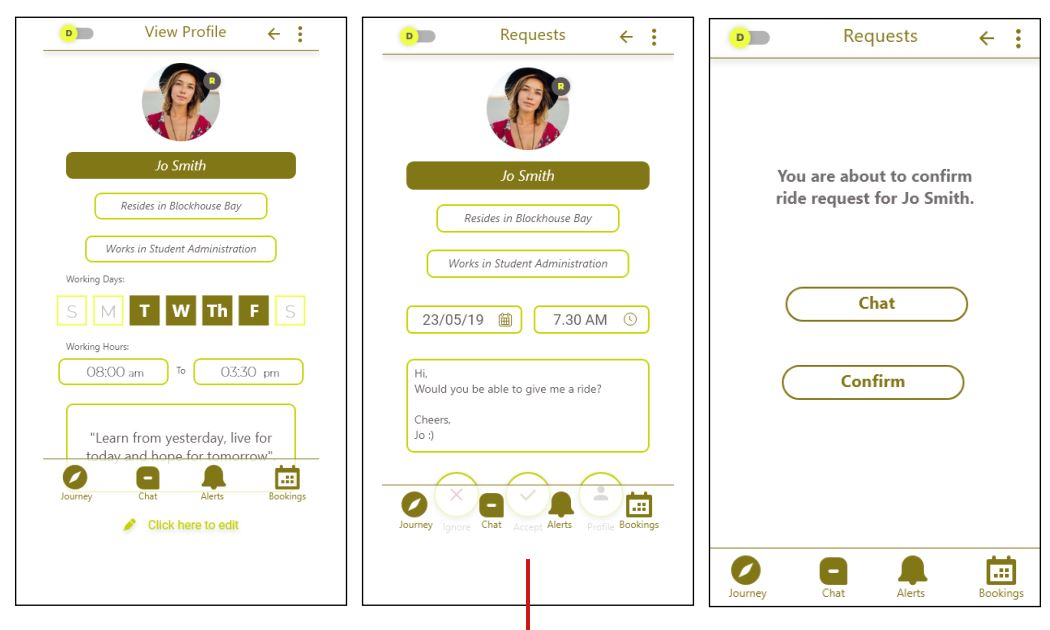 D
View Profile
R
Jo Smith
Resides in Blockhouse Bay
Works in Student Administration
Working Days:
S M T W Th F S
Working Hours:
08:00 am To 03:30 pm
"Learn from yesterday, live for
today and hope for tomorrow".
Journey Chat Alerts Bookings
Click here to edit
D
Requests
R
Jo Smith
Resides in Blockhouse Bay
Works in Student Administration
23/05/19 7.30 AM
Hi,
Would you be able to give me a ride?
Cheers,
Jo :)
Journey Ignore Chat Accept Alerts Profile Bookings
D
Requests
You are about to confirm
ride request for Jo Smith.
Chat
Confirm
Journey Chat Alerts Bookings